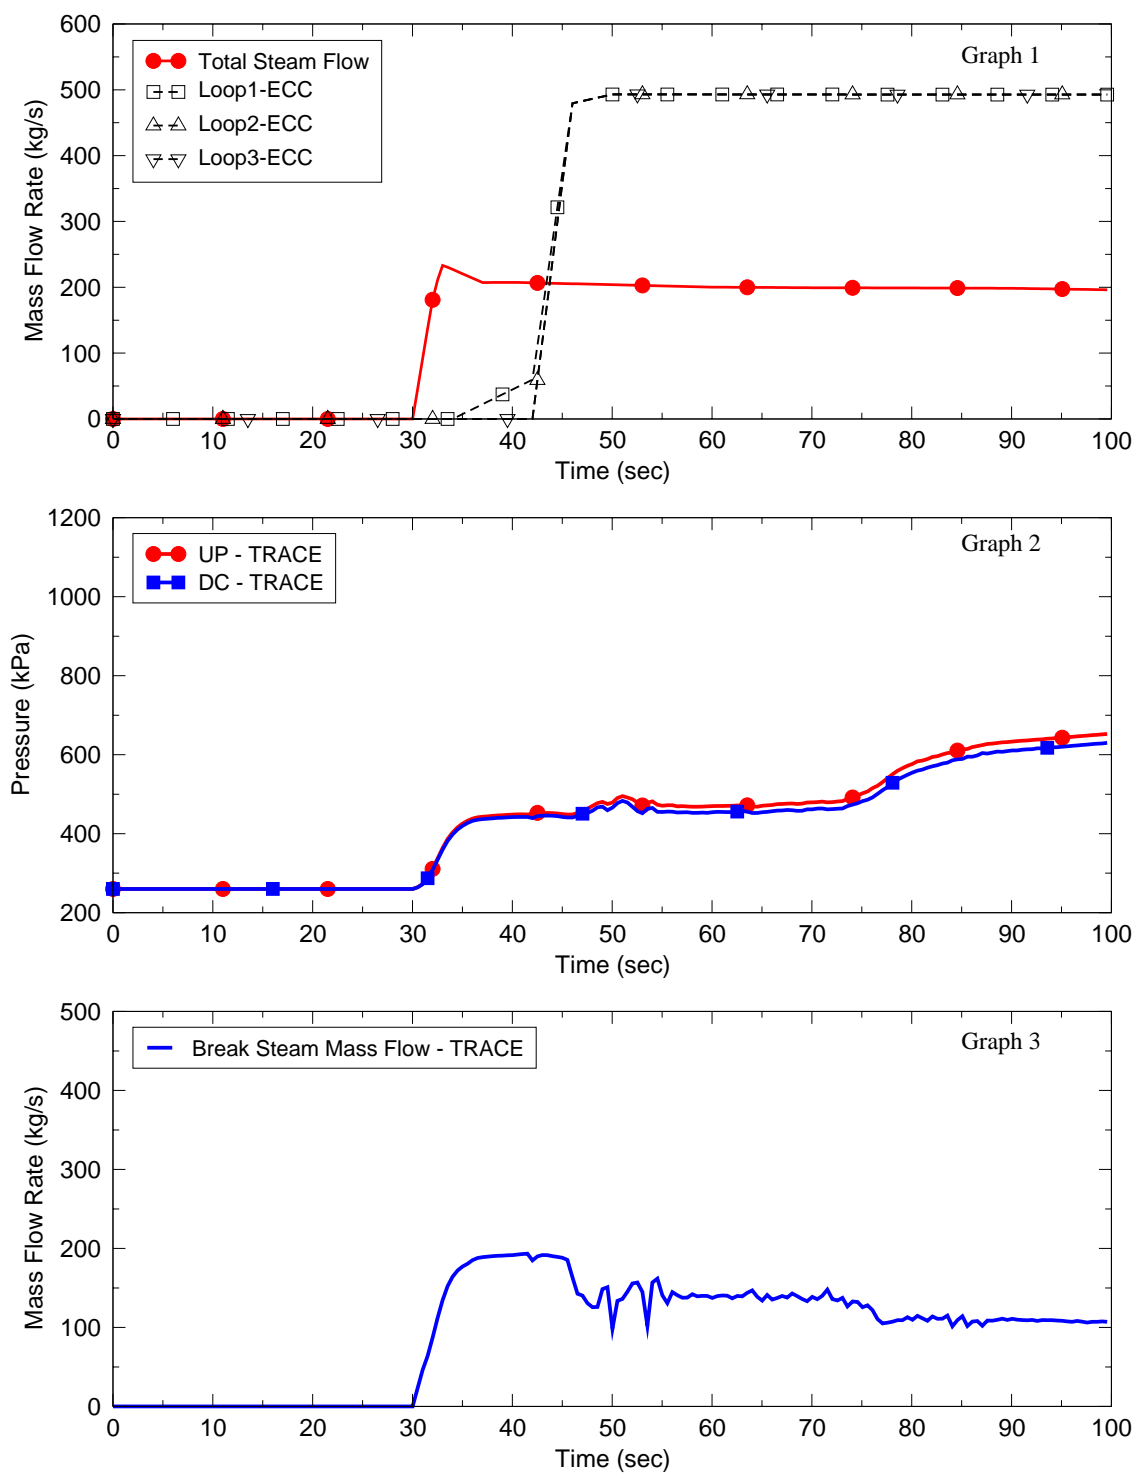 600
500
400
300
200
100
0
Mass Flow Rate (kg/s)
Total Steam Flow
Loop1-ECC
Loop2-ECC
Loop3-ECC
Graph 1
0 10 20 30 40 50 60 70 80 90 100
Time (sec)
1200
1000
800
600
400
200
Pressure (kPa)
UP - TRACE
DC - TRACE
Graph 2
0 10 20 30 40 50 60 70 80 90 100
Time (sec)
500
400
300
200
100
0
Mass Flow Rate (kg/s)
Break Steam Mass Flow - TRACE
Graph 3
0 10 20 30 40 50 60 70 80 90 100
Time (sec)